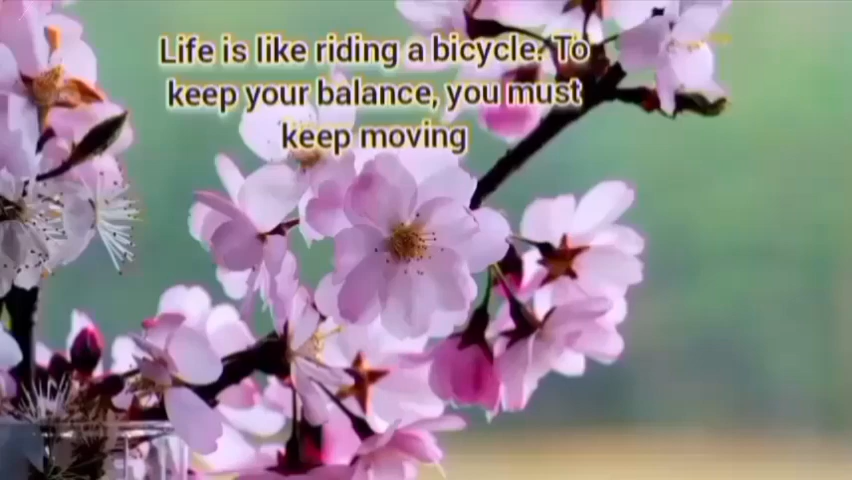 Life is like riding a bicycle. To
keep your balance, you must
keep moving